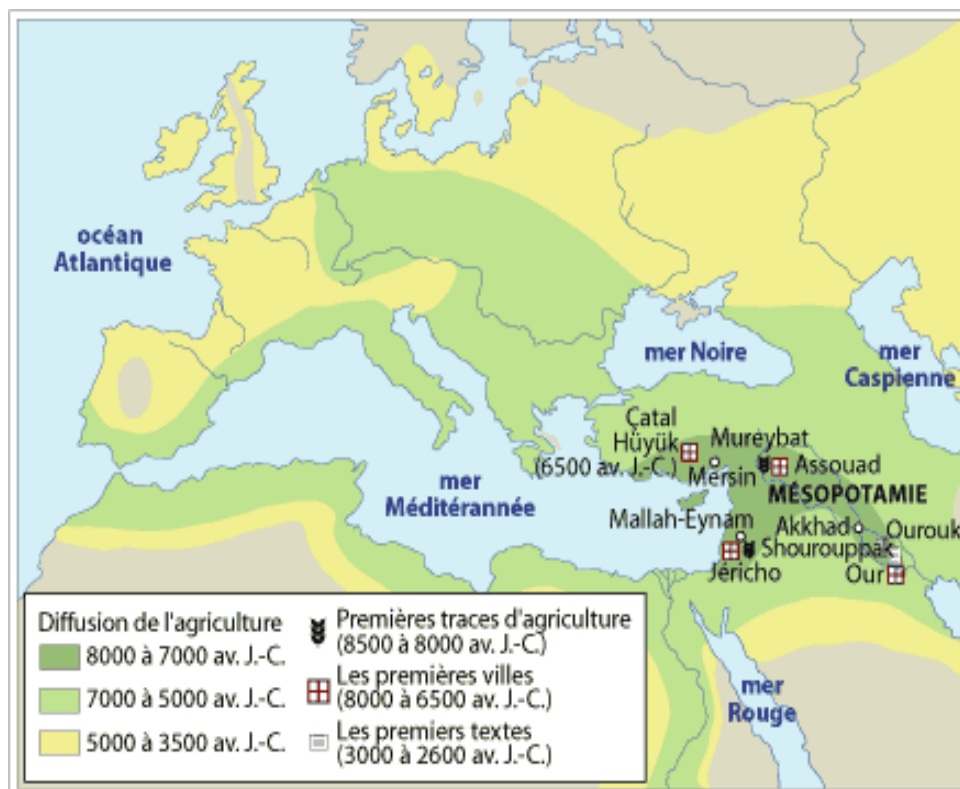 océan
Atlantique
mer Noire
mer
Caspienne
Çatal
Hüyük
(6500 av. J.-C.)
Mureybat
Mersin
Assouad
MÉSOPOTAMIE
mer
Méditérannée
Mallah-Eynam
Akkhad
Ourouk
Shourouppak
Jéricho
Our
mer
Rouge
Diffusion de l'agriculture
8000 à 7000 av. J.-C.
7000 à 5000 av. J.-C.
5000 à 3500 av. J.-C.
Premières traces d'agriculture
(8500 à 8000 av. J.-C.)
Les premières villes
(8000 à 6500 av. J.-C.)
Les premiers textes
(3000 à 2600 av. J.-C.)